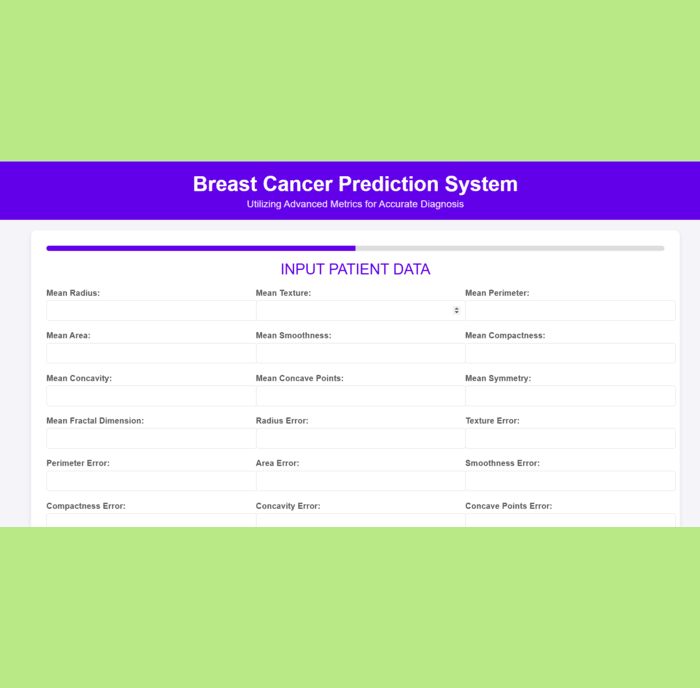 Breast Cancer Prediction System
Utilizing Advanced Metrics for Accurate Diagnosis
INPUT PATIENT DATA
Mean Radius: Mean Texture: Mean Perimeter:
Mean Area: Mean Smoothness: Mean Compactness:
Mean Concavity: Mean Concave Points: Mean Symmetry:
Mean Fractal Dimension: Radius Error: Texture Error:
Perimeter Error: Area Error: Smoothness Error:
Compactness Error: Concavity Error: Concave Points Error: